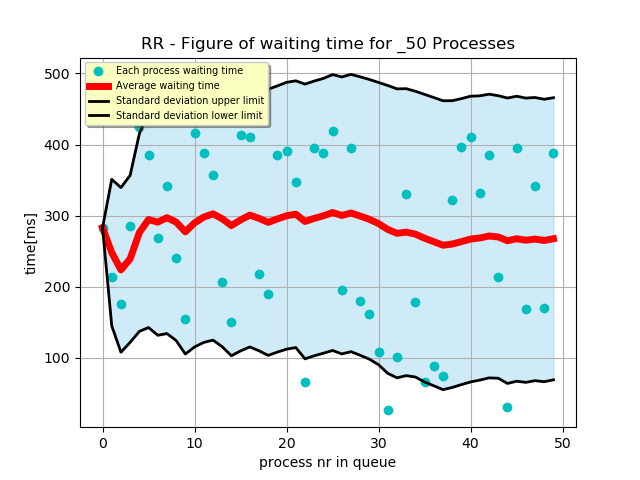 RR - Figure of waiting time for _50 Processes
Each process waiting time
Average waiting time
Standard deviation upper limit
Standard deviation lower limit
500
400
300
200
100
time[ms]
0 10 20 30 40 50
process nr in queue